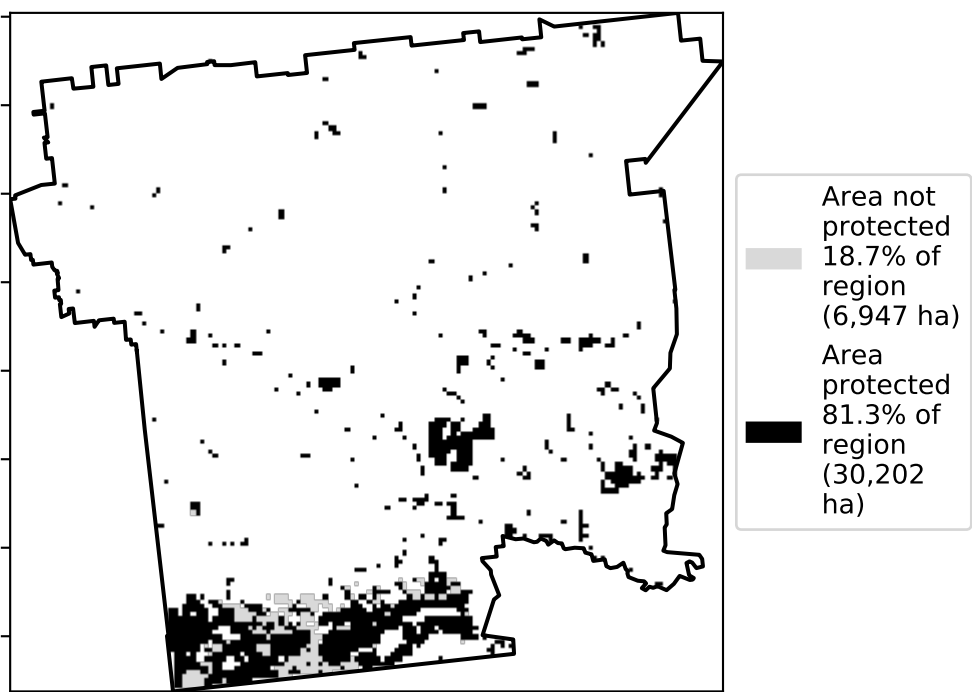 Area not
protected
18.7% of
region
(6,947 ha)
Area
protected
81.3% of
region
(30,202
ha)